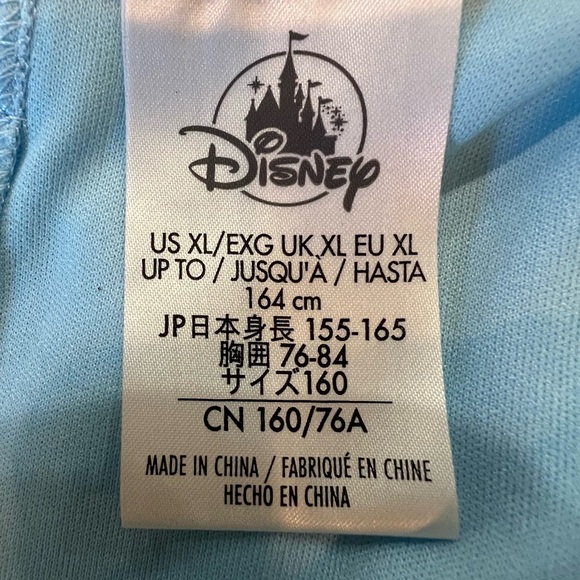 Disney
US XL/EXG UK XL EU XL
UP TO / JUSQU'À / HASTA
164 cm
JP日本身長 155-165
胸囲 76-84
サイズ160
CN 160/76A
MADE IN CHINA / FABRIQUÉ EN CHINE
HECHO EN CHINA